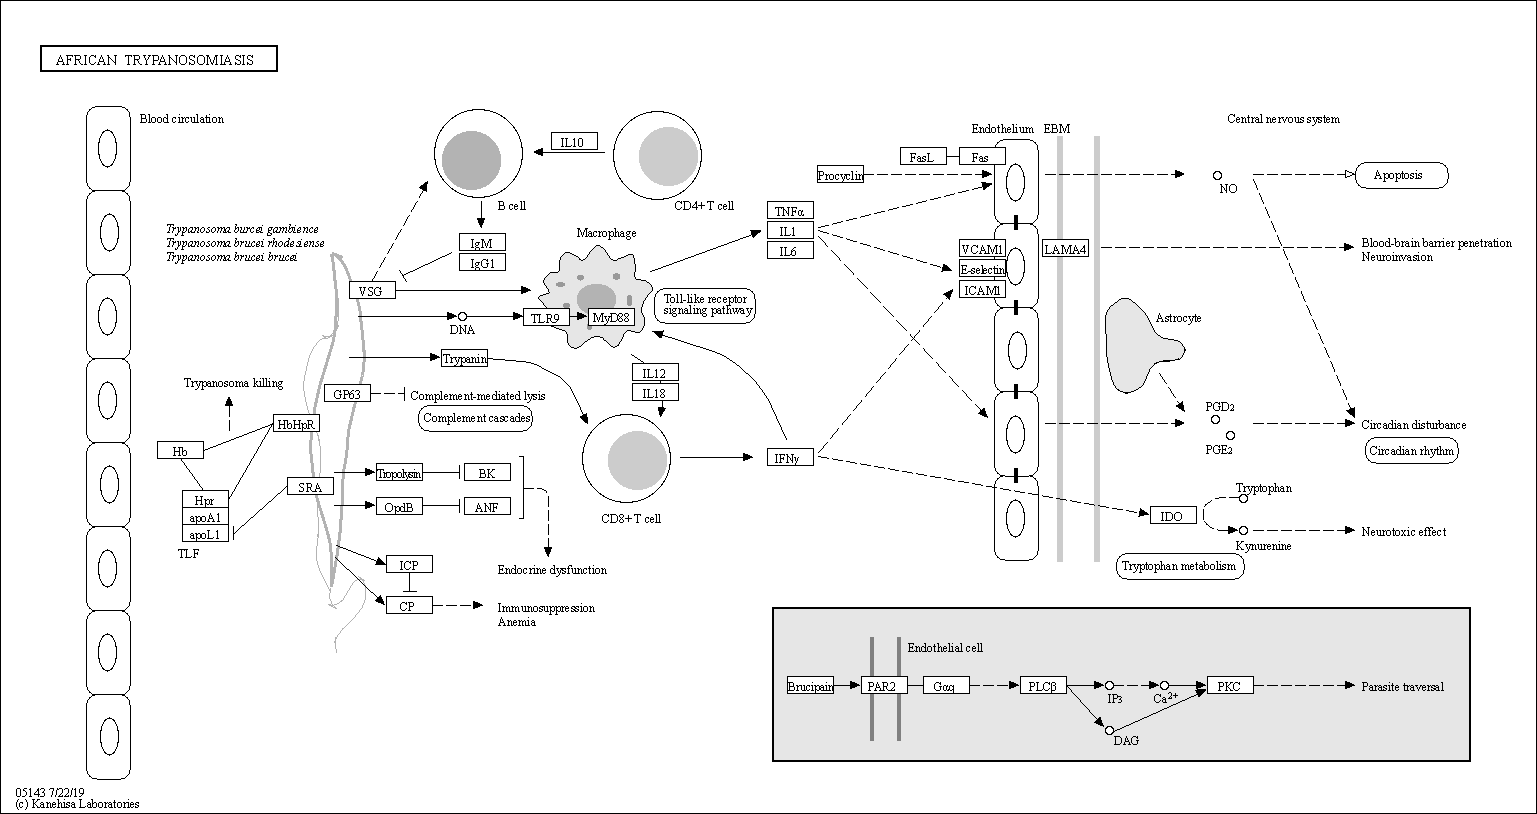 AFRICAN TRYPANOSOMIASIS
Blood circulation
Endothelium
EBM
Central nervous system
IL10
FasL
Fas
Procyclin
NO
Apoptosis
B cell
CD4+ T cell
TNFα
IL1
IL6
Trypanosoma burcei gambience
Trypanosoma brucei rhodesiense
Trypanosoma brucei brucei
Macrophage
IgM
IgG1
VCAM1
E-selectin
ICAM1
LAMA4
Blood-brain barrier penetration
Neuroinvasion
VSG
DNA
TLR9
MyD88
Toll-like receptor
signaling pathway
Astrocyte
Trypanin
IL12
IL18
Trypanosoma killing
GP63
Complement-mediated lysis
Complement cascades
PGD2
PGE2
Circadian disturbance
Circadian rhythm
HbHpR
Hb
IFNγ
Tropolysin
BK
SRA
Hpr
apoA1
apoL1
TLF
OpdB
ANF
CD8+ T cell
IDO
Tryptophan
Kynurenine
Neurotoxic effect
Tryptophan metabolism
ICP
CP
Endocrine dysfunction
Immunosuppression
Anemia
Endothelial cell
Brucipain
PAR2
Gαq
PLCβ
IP3
Ca2+
PKC
DAG
Parasite traversal
05143 7/22/19
(c) Kanehisa Laboratories